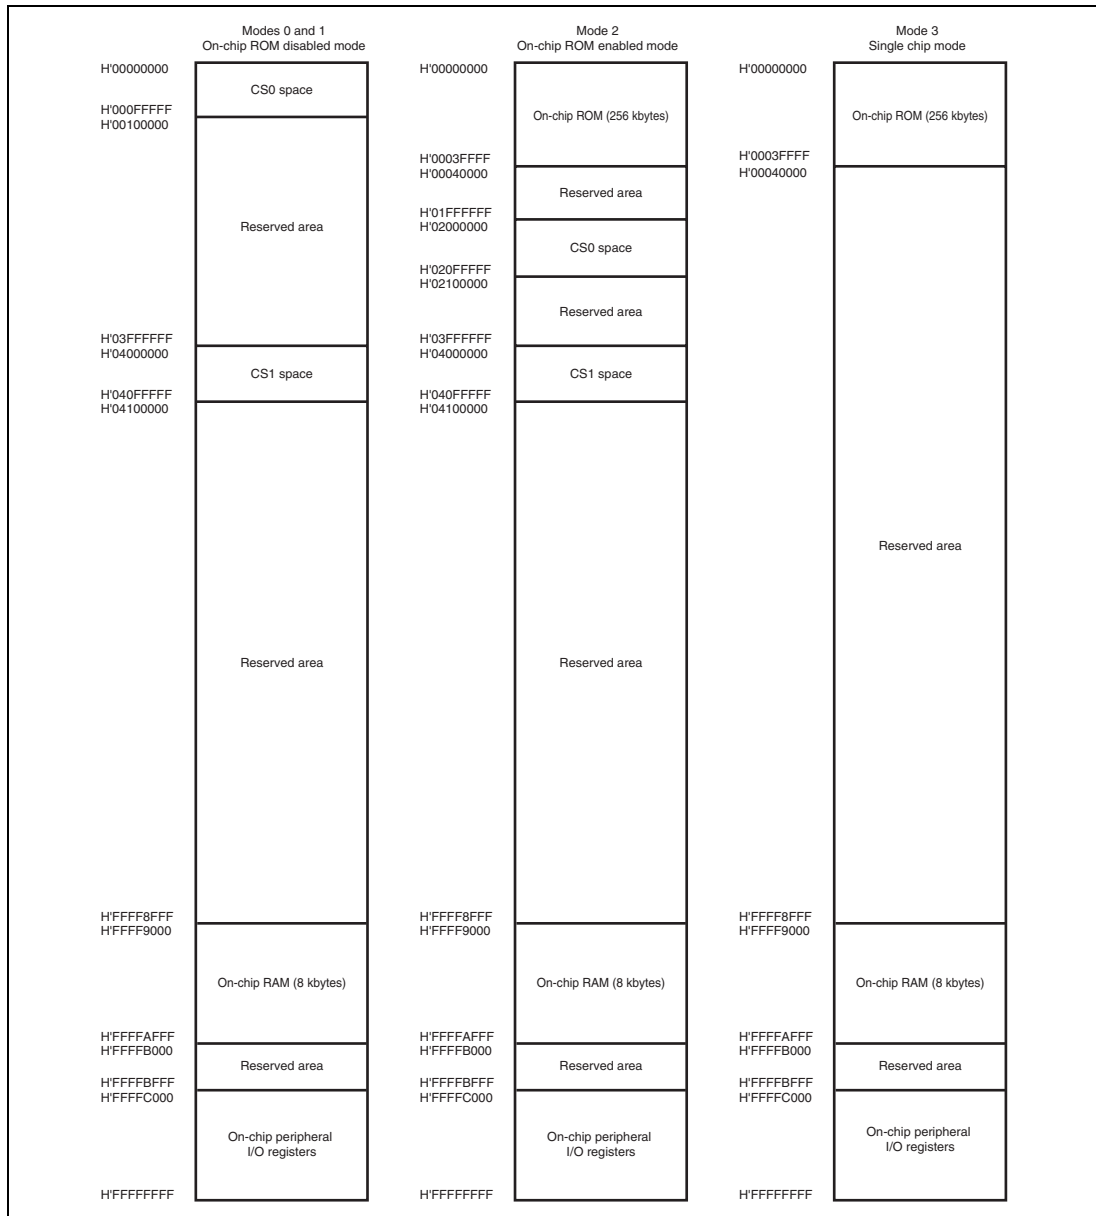 Modes 0 and 1
On-chip ROM disabled mode
H'00000000
CS0 space
H'000FFFFF
H'00100000
Reserved area
H'03FFFFFF
H'04000000
CS1 space
H'040FFFFF
H'04100000
Reserved area
H'FFFF8FFF
H'FFFF9000
On-chip RAM (8 kbytes)
H'FFFFAFFF
H'FFFFB000
Reserved area
H'FFFFBFFF
H'FFFFC000
On-chip peripheral
I/O registers
H'FFFFFFFF
Mode 2
On-chip ROM enabled mode
H'00000000
On-chip ROM (256 kbytes)
H'0003FFFF
H'00040000
Reserved area
H'01FFFFFF
H'02000000
CS0 space
H'020FFFFF
H'02100000
Reserved area
H'03FFFFFF
H'04000000
CS1 space
H'040FFFFF
H'04100000
Reserved area
H'FFFF8FFF
H'FFFF9000
On-chip RAM (8 kbytes)
H'FFFFAFFF
H'FFFFB000
Reserved area
H'FFFFBFFF
H'FFFFC000
On-chip peripheral
I/O registers
H'FFFFFFFF
Mode 3
Single chip mode
H'00000000
On-chip ROM (256 kbytes)
H'0003FFFF
H'00040000
Reserved area
H'FFFF8FFF
H'FFFF9000
On-chip RAM (8 kbytes)
H'FFFFAFFF
H'FFFFB000
Reserved area
H'FFFFBFFF
H'FFFFC000
On-chip peripheral
I/O registers
H'FFFFFFFF